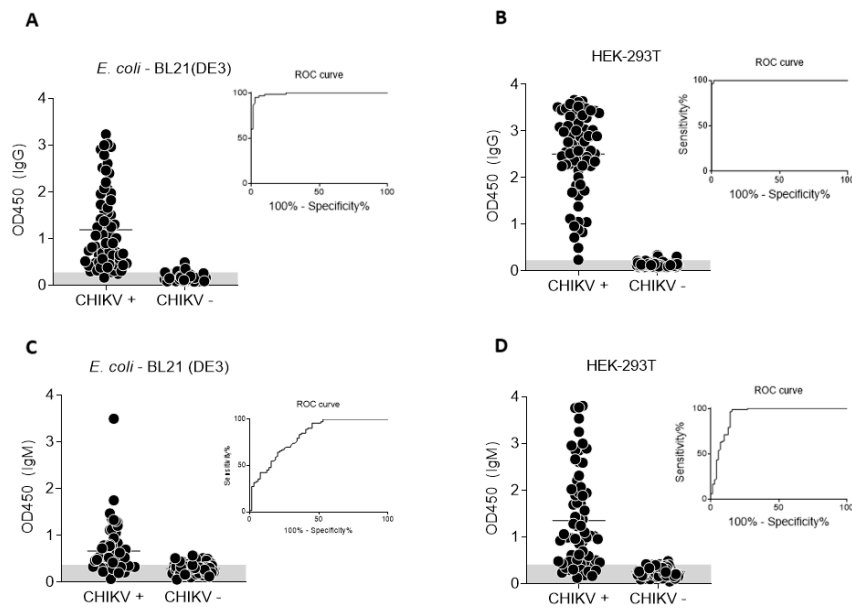 A
E. coli - BL21(DE3)
OD450 (IgG)
4
3
2
1
0
CHIKV +
CHIKV -
ROC curve
100
50
0
0
50
100
100% - Specificity%
B
HEK-293T
OD450 (IgG)
4
3
2
1
0
CHIKV +
CHIKV -
ROC curve
Sensitivity%
100
50
0
0
50
100
100% - Specificity%
C
E. coli - BL21 (DE3)
OD450 (IgM)
4
3
2
1
0
CHIKV +
CHIKV -
ROC curve
Sensitivity%
100
50
0
0
50
100
100% - Specificity%
D
HEK-293T
OD450 (IgM)
4
3
2
1
0
CHIKV +
CHIKV -
ROC curve
Sensitivity%
100
50
0
0
50
100
100% - Specificity%